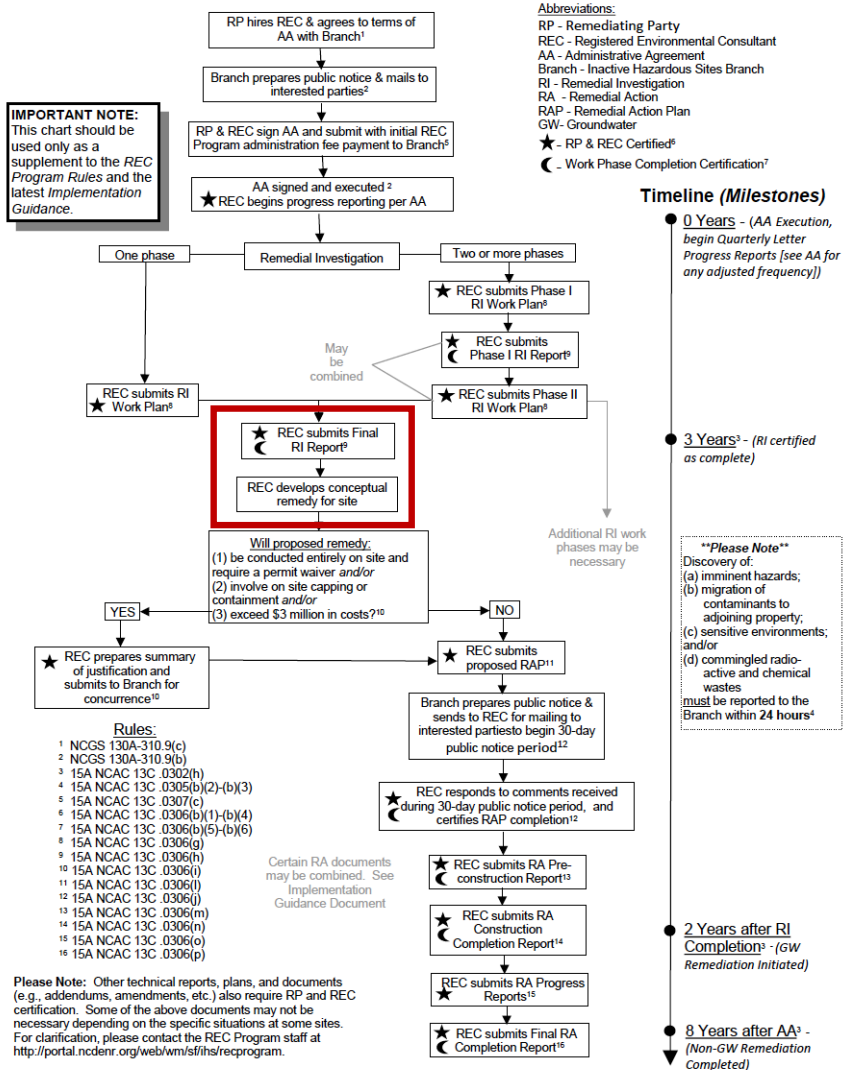 RP hires REC & agrees to terms of
AA with Branch¹
Branch prepares public notice & mails to
interested parties²
RP & REC sign AA and submit with initial REC
Program administration fee payment to Branch⁵
AA signed and executed ²
★ REC begins progress reporting per AA
IMPORTANT NOTE:
This chart should be
used only as a
supplement to the REC
Program Rules and the
latest Implementation
Guidance.
Abbreviations:
RP - Remediating Party
REC - Registered Environmental Consultant
AA - Administrative Agreement
Branch - Inactive Hazardous Sites Branch
RI - Remedial Investigation
RA - Remedial Action
RAP - Remedial Action Plan
GW- Groundwater
★ - RP & REC Certified⁶
☾ - Work Phase Completion Certification⁷
One phase
Remedial Investigation
Two or more phases
★ REC submits Phase I
RI Work Plan⁸
★ REC submits
☾ Phase I RI Report⁹
May
be
combined
REC submits RI
★ Work Plan⁸
★ REC submits Phase II
RI Work Plan⁸
★ REC submits Final
☾ RI Report⁹
REC develops conceptual
remedy for site
Additional RI work
phases may be
necessary
Will proposed remedy:
(1) be conducted entirely on site and
require a permit waiver and/or
(2) involve on site capping or
containment and/or
(3) exceed $3 million in costs?¹⁰
YES
NO
★ REC prepares summary
of justification and
submits to Branch for
concurrence¹⁰
★ REC submits
proposed RAP¹¹
Branch prepares public notice &
sends to REC for mailing to
interested partiesto begin 30-day
public notice period¹²
★ REC responds to comments received
during 30-day public notice period, and
☾ certifies RAP completion¹²
Certain RA documents
may be combined. See
Implementation
Guidance Document
★ REC submits RA Pre-
☾ construction Report¹³
★ REC submits RA
Construction
☾ Completion Report¹⁴
REC submits RA Progress
★ Reports¹⁵
★ REC submits Final RA
☾ Completion Report¹⁶
Timeline (Milestones)
0 Years - (AA Execution,
begin Quarterly Letter
Progress Reports [see AA for
any adjusted frequency])
3 Years³ - (RI certified
as complete)
**Please Note**
Discovery of:
(a) imminent hazards;
(b) migration of
contaminants to
adjoining property;
(c) sensitive environments;
and/or
(d) commingled radio-
active and chemical
wastes
must be reported to the
Branch within 24 hours⁴
2 Years after RI
Completion³ - (GW
Remediation Initiated)
8 Years after AA³ -
(Non-GW Remediation
Completed)
Rules:
¹ NCGS 130A-310.9(c)
² NCGS 130A-310.9(b)
³ 15A NCAC 13C .0302(h)
⁴ 15A NCAC 13C .0305(b)(2)-(b)(3)
⁵ 15A NCAC 13C .0307(c)
⁶ 15A NCAC 13C .0306(b)(1)-(b)(4)
⁷ 15A NCAC 13C .0306(b)(5)-(b)(6)
⁸ 15A NCAC 13C .0306(g)
⁹ 15A NCAC 13C .0306(h)
¹⁰ 15A NCAC 13C .0306(i)
¹¹ 15A NCAC 13C .0306(l)
¹² 15A NCAC 13C .0306(j)
¹³ 15A NCAC 13C .0306(m)
¹⁴ 15A NCAC 13C .0306(n)
¹⁵ 15A NCAC 13C .0306(o)
¹⁶ 15A NCAC 13C .0306(p)
Please Note: Other technical reports, plans, and documents
(e.g., addendums, amendments, etc.) also require RP and REC
certification. Some of the above documents may not be
necessary depending on the specific situations at some sites.
For clarification, please contact the REC Program staff at
http://portal.ncdenr.org/web/wm/sf/ihs/recprogram.